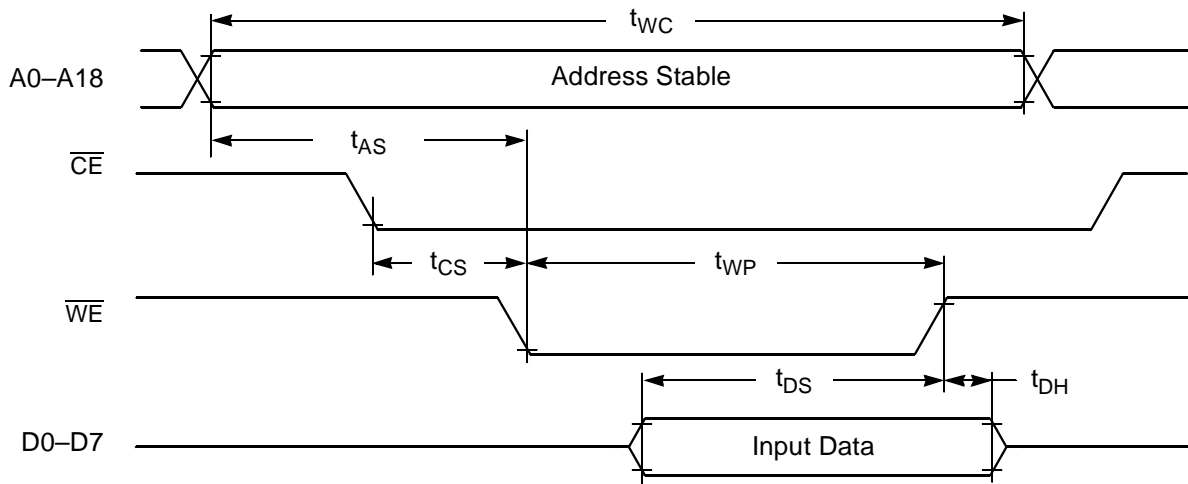 tWC
A0–A18
Address Stable
tAS
CE
tCS
tWP
WE
tDS
tDH
D0–D7
Input Data